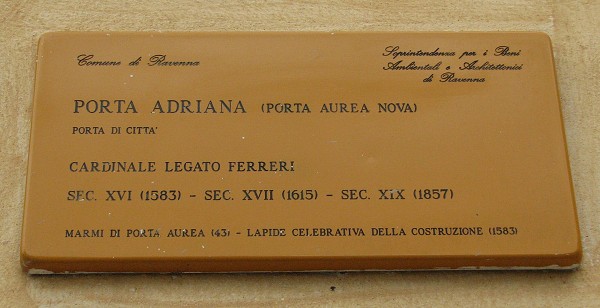 Comune di Ravenna
Soprintendenza per i Beni
Ambientali e Architettonici
di Ravenna
PORTA ADRIANA (PORTA AUREA NOVA)
PORTA DI CITTA'
CARDINALE LEGATO FERRERI
SEC. XVI (1583) - SEC. XVII (1615) - SEC. XIX (1857)
MARMI DI PORTA AUREA (43) - LAPIDE CELEBRATIVA DELLA COSTRUZIONE (1583)